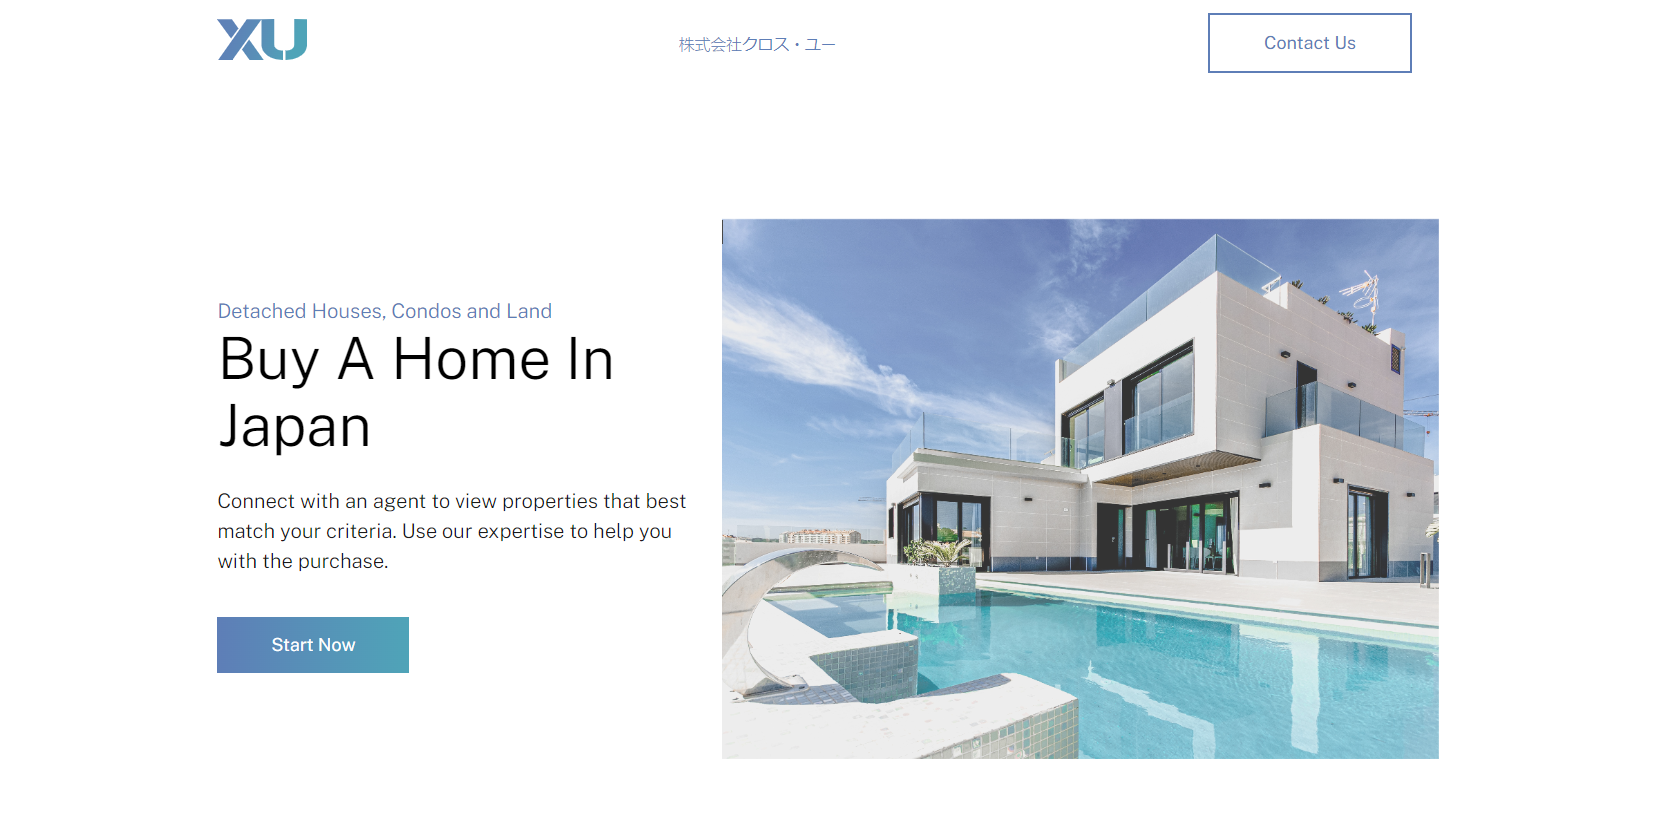 XU
株式会社クロス・ユー
Contact Us
Detached Houses, Condos and Land
Buy A Home In
Japan
Connect with an agent to view properties that best
match your criteria. Use our expertise to help you
with the purchase.
Start Now